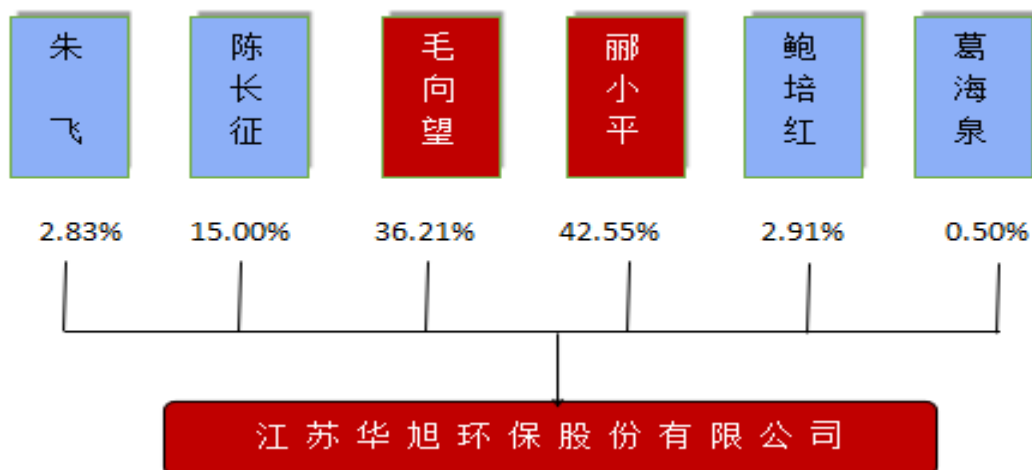 朱飞
陈长征
毛向望
郦小平
鲍培红
葛海泉
2.83%
15.00%
36.21%
42.55%
2.91%
0.50%
江苏华旭环保股份有限公司